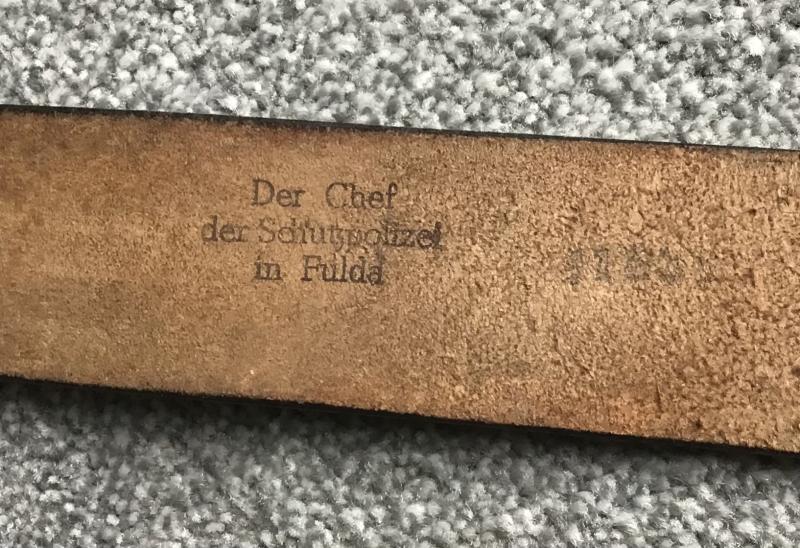 Der Chef
der Schutzpolizei
in Fulda